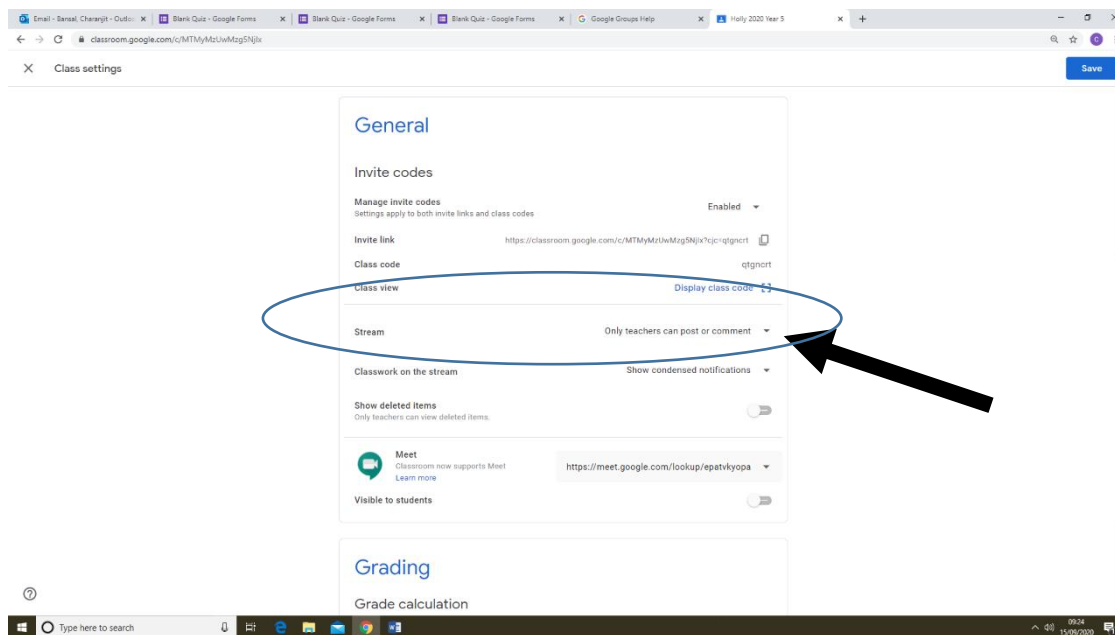 Email - Bansal, Charanjit - Outlo
Blank Quiz - Google Forms
Blank Quiz - Google Forms
Blank Quiz - Google Forms
Google Groups Help
Holly 2020 Year 5
classroom.google.com/c/MTMyMzUwMzg5NjIx
Class settings
Save
General
Invite codes
Manage invite codes
Enabled
Settings apply to both invite links and class codes
Invite link
https://classroom.google.com/c/MTMyMzUwMzg5NjIx?cjc=qtgncrt
Class code
qtgncrt
Class view
Display class code
Stream
Only teachers can post or comment
Classwork on the stream
Show condensed notifications
Show deleted items
Only teachers can view deleted items.
Meet
Classroom now supports Meet
Learn more
https://meet.google.com/lookup/epatvkyopa
Visible to students
Grading
Grade calculation
Type here to search
09:24
15/09/2020